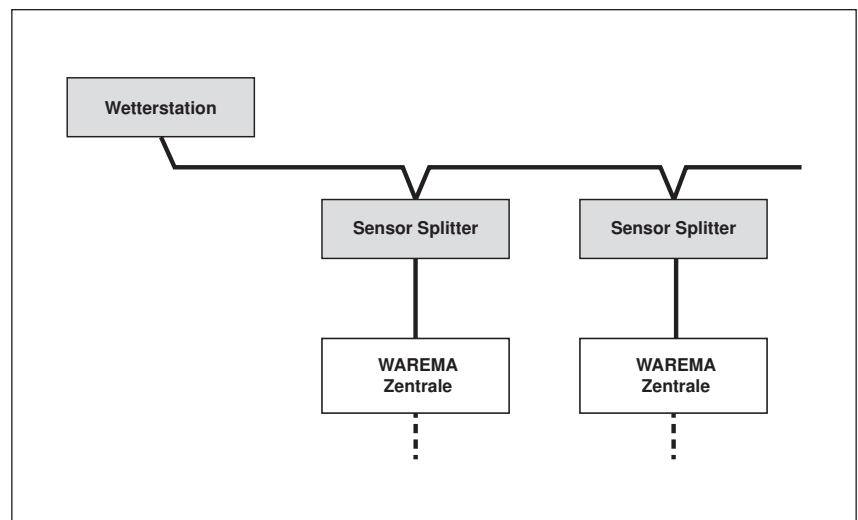 Wetterstation
Sensor Splitter
Sensor Splitter
WAREMA
Zentrale
WAREMA
Zentrale